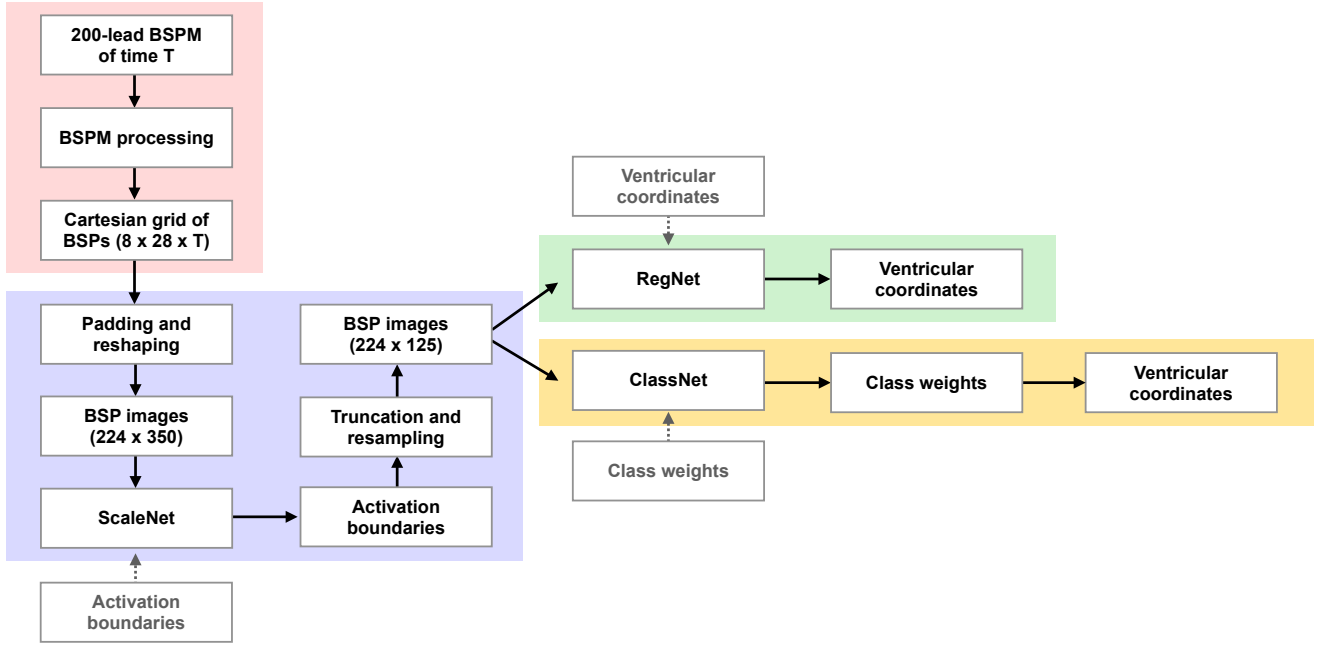 200-lead BSPM
of time T
BSPM processing
Cartesian grid of
BSPs (8 x 28 x T)
Padding and
reshaping
BSP images
(224 x 350)
ScaleNet
Activation
boundaries
BSP images
(224 x 125)
Truncation and
resampling
Activation
boundaries
Ventricular
coordinates
RegNet
Ventricular
coordinates
ClassNet
Class weights
Ventricular
coordinates
Class weights